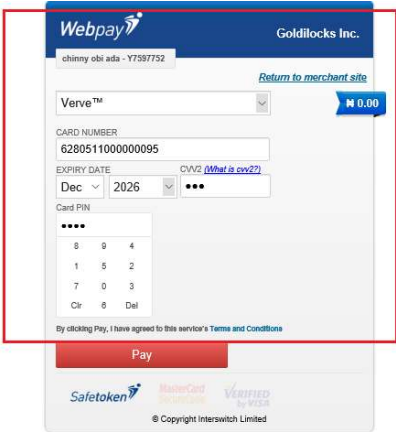 Webpay
Goldilocks Inc.
chinny obi ada - Y7597752
Return to merchant site
Verve™
₦ 0.00
CARD NUMBER
6280511000000095
EXPIRY DATE CVV2 (What is cvv2?)
Dec 2026 •••
Card PIN
••••
8 9 4
1 5 2
7 0 3
Clr 6 Del
By clicking Pay, I have agreed to this service's Terms and Conditions
Pay
Safetoken MasterCard SecureCode VERIFIED by VISA
© Copyright Interswitch Limited